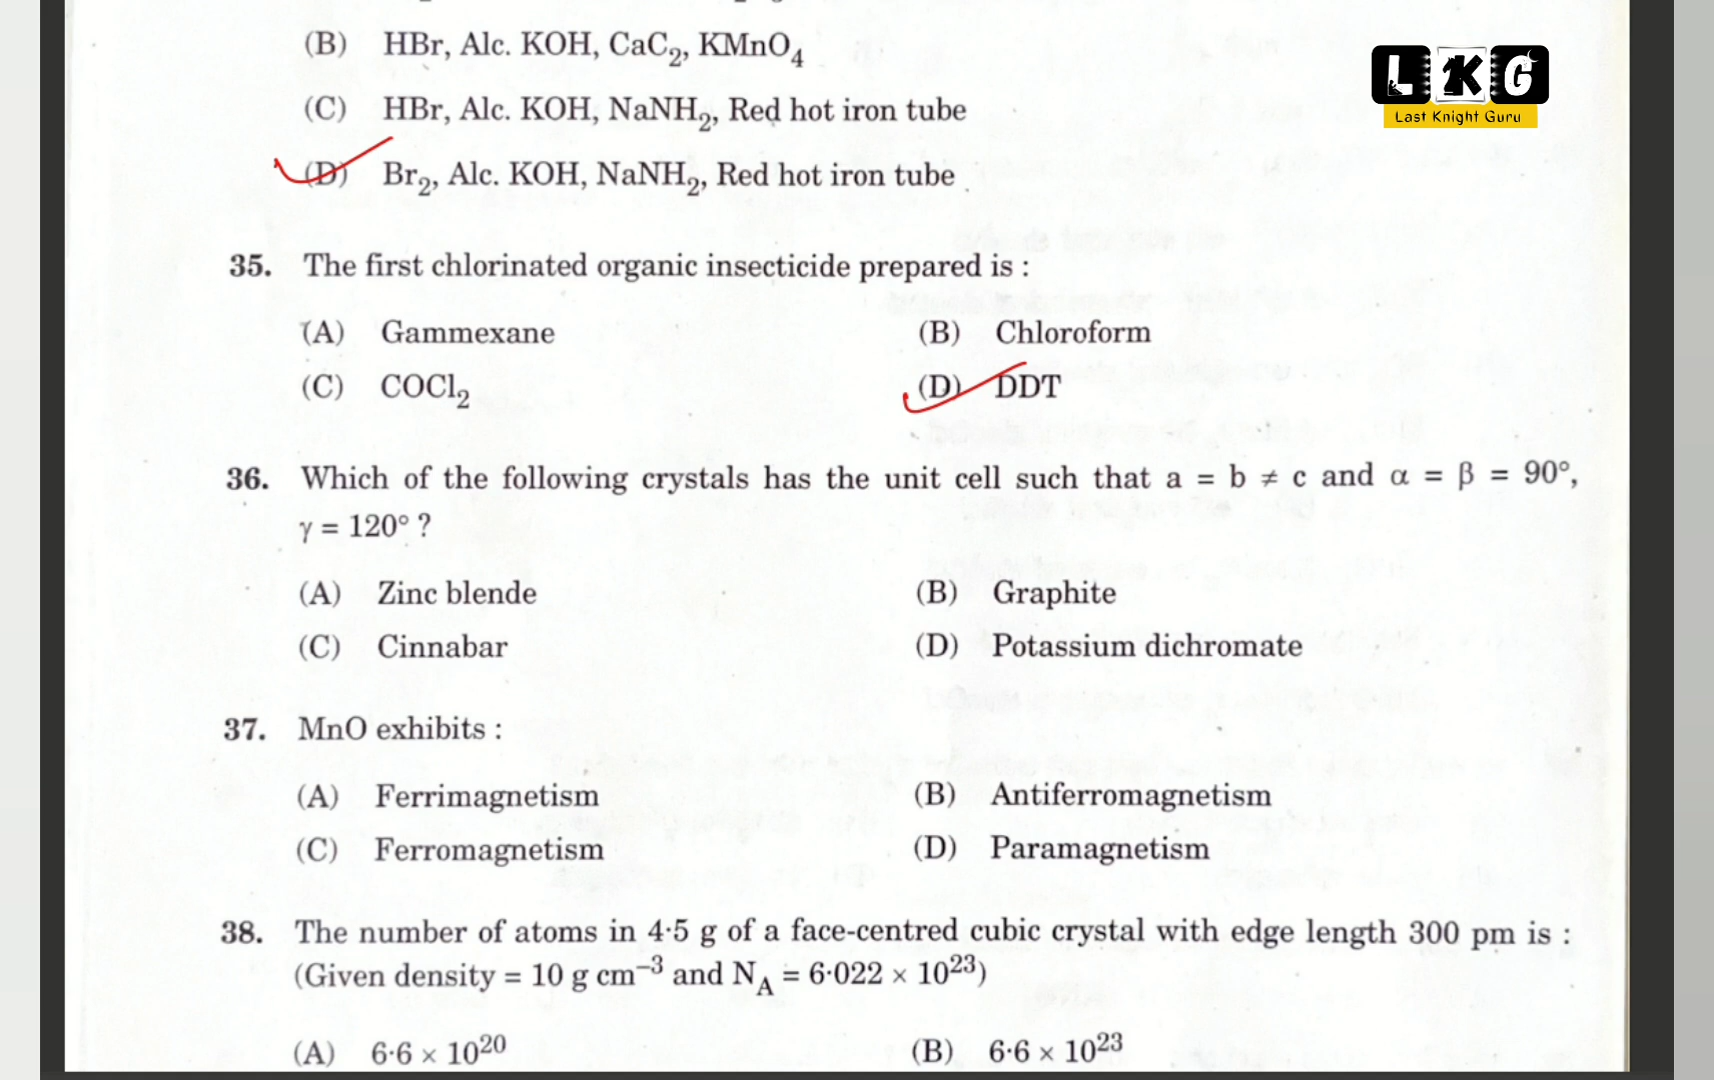 (B) HBr, Alc. KOH, CaC₂, KMnO₄
LKG
Last Knight Guru
(C) HBr, Alc. KOH, NaNH₂, Red hot iron tube
(D) Br₂, Alc. KOH, NaNH₂, Red hot iron tube
35. The first chlorinated organic insecticide prepared is :
(A) Gammexane (B) Chloroform
(C) COCl₂ (D) DDT
36. Which of the following crystals has the unit cell such that a = b ≠ c and α = β = 90°,
γ = 120° ?
(A) Zinc blende (B) Graphite
(C) Cinnabar (D) Potassium dichromate
37. MnO exhibits :
(A) Ferrimagnetism (B) Antiferromagnetism
(C) Ferromagnetism (D) Paramagnetism
38. The number of atoms in 4·5 g of a face-centred cubic crystal with edge length 300 pm is :
(Given density = 10 g cm⁻³ and N_A = 6·022 × 10²³)
(A) 6·6 × 10²⁰ (B) 6·6 × 10²³